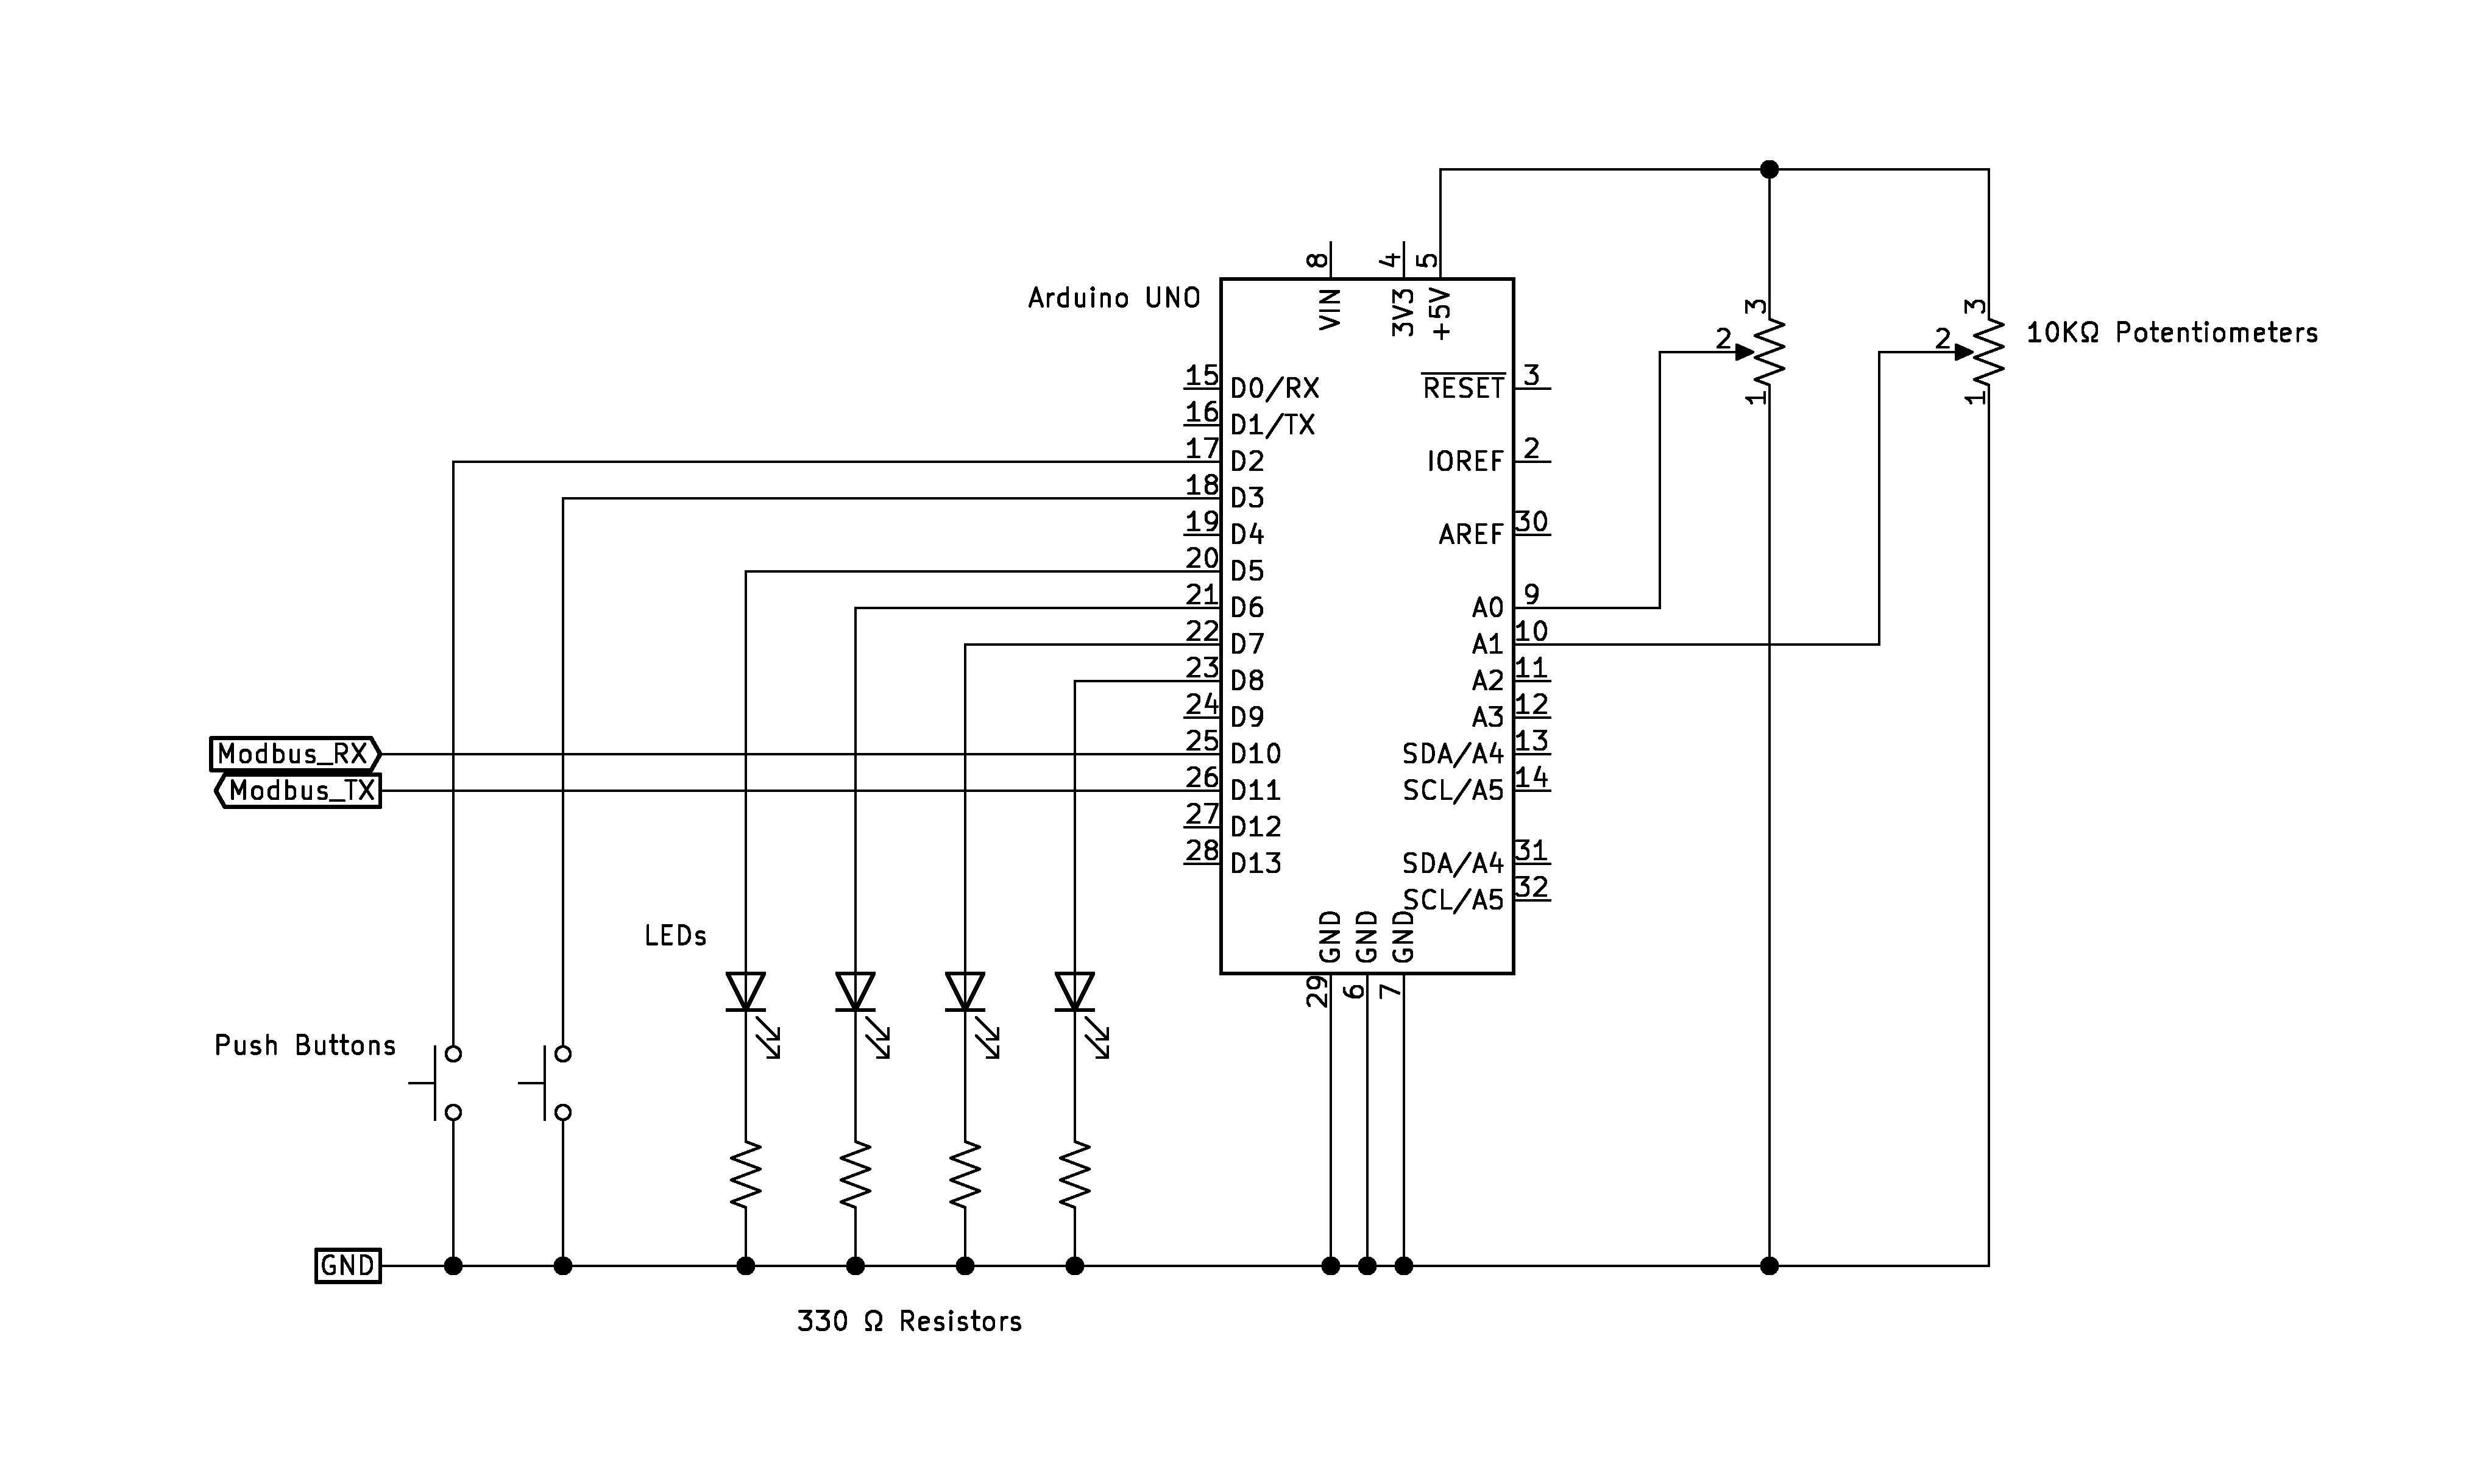 8
4
5
Arduino UNO
VIN
3V3
+5V
3
3
2
2
10KΩ Potentiometers
1
1
15
D0/RX
RESET
3
16
D1/TX
17
D2
IOREF
2
18
D3
19
D4
AREF
30
20
D5
21
D6
A0
9
22
D7
A1
10
23
D8
A2
11
24
D9
A3
12
Modbus_RX
25
D10
SDA/A4
13
Modbus_TX
26
D11
SCL/A5
14
27
D12
28
D13
SDA/A4
31
SCL/A5
32
LEDs
GND
GND
GND
29
6
7
Push Buttons
GND
330 Ω Resistors